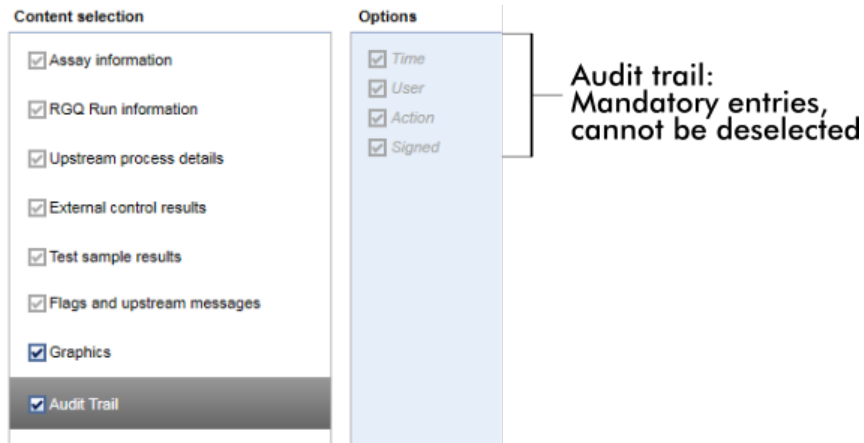 Content selection
Assay information
RGQ Run information
Upstream process details
External control results
Test sample results
Flags and upstream messages
Graphics
Audit Trail
Options
Time
User
Action
Signed
Audit trail:
Mandatory entries,
cannot be deselected